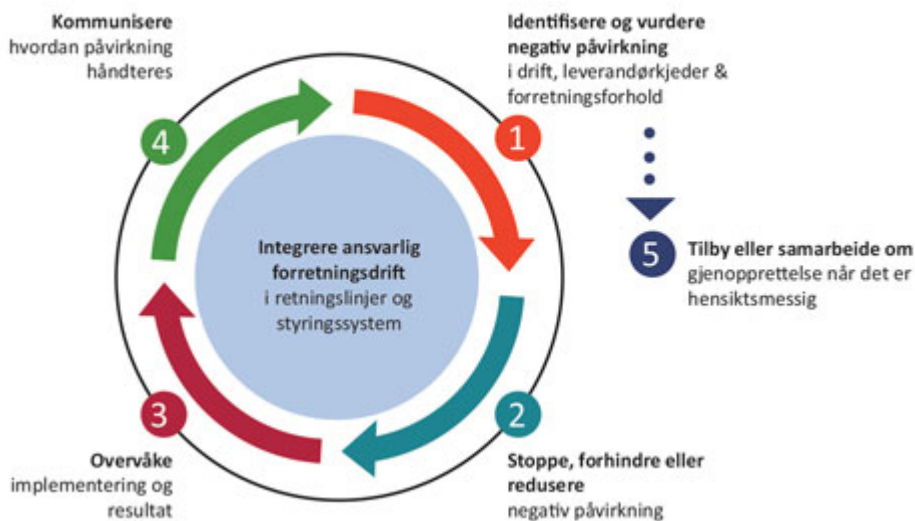 Kommunisere
hvordan påvirkning
håndteres
4
Identifisere og vurdere
negativ påvirkning
i drift, leverandørkjeder &
forretningsforhold
1
Integrere ansvarlig
forretningsdrift
i retningslinjer og
styringssystem
5
Tilby eller samarbeide om
gjenopprettelse når det er
hensiktsmessig
3
Overvåke
implementering og
resultat
2
Stoppe, forhindre eller
redusere
negativ påvirkning